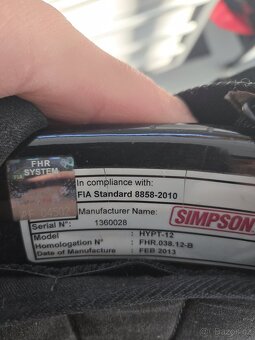 FHR
SYSTEM
In compliance with:
FIA Standard 8858-2010
Manufacturer Name:
SIMPSON
Serial N° : 1360028
Model : HYPT-12
Homologation N° : FHR.038.12-B
Date of Manufacture : FEB 2013